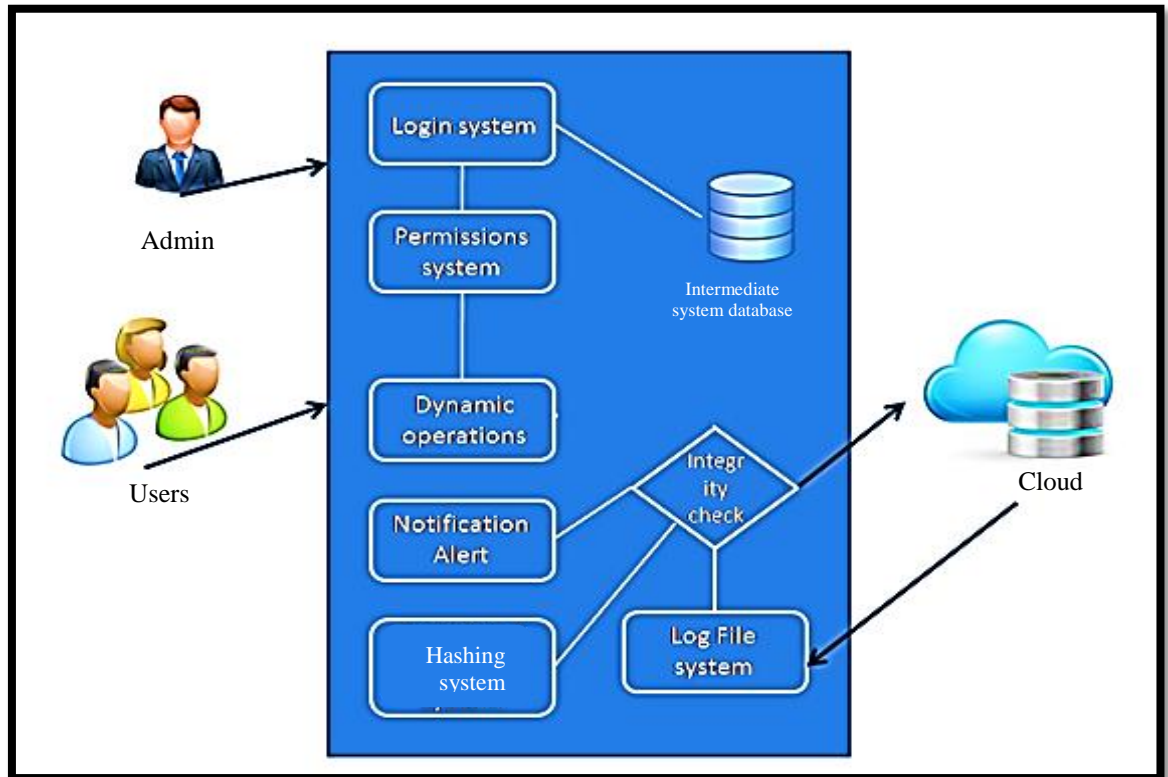 Login system
Admin
Permissions
system
Intermediate
system database
Dynamic
operations
Users
Integr
ity
check
Cloud
Notification
Alert
Log File
system
Hashing
system